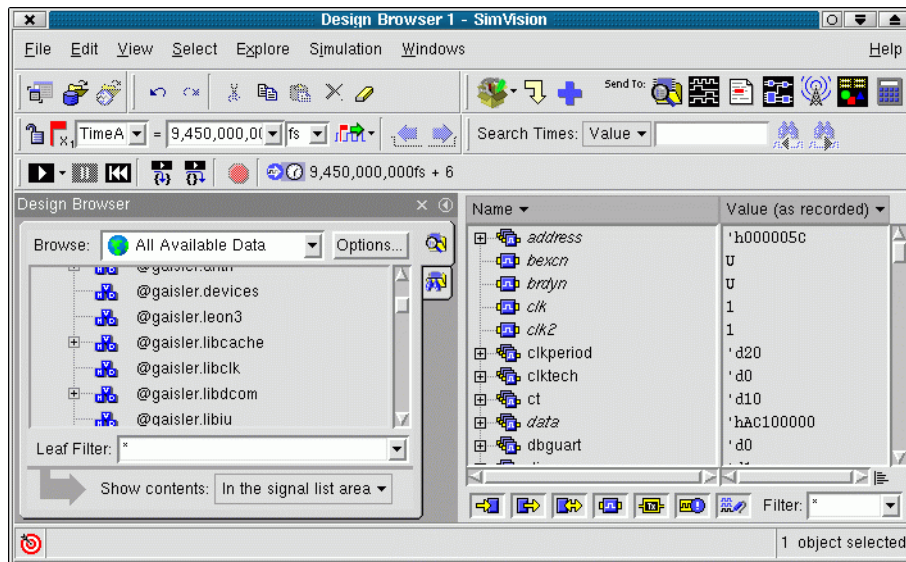 Design Browser 1 - SimVision
File Edit View Select Explore Simulation Windows Help
Send To:
X₁ TimeA = 9,450,000,0( fs Search Times: Value
9,450,000,000fs + 6
Design Browser
Browse: All Available Data Options...
@gaisler.devices
@gaisler.leon3
@gaisler.libcache
@gaisler.libclk
@gaisler.libdcom
@gaisler.libiu
Leaf Filter: *
Show contents: In the signal list area
Name Value (as recorded)
address 'h000005C
bexcn U
brdyn U
clk 1
clk2 1
clkperiod 'd20
clktech 'd0
ct 'd10
data 'hAC100000
dbguart 'd0
Filter: *
1 object selected